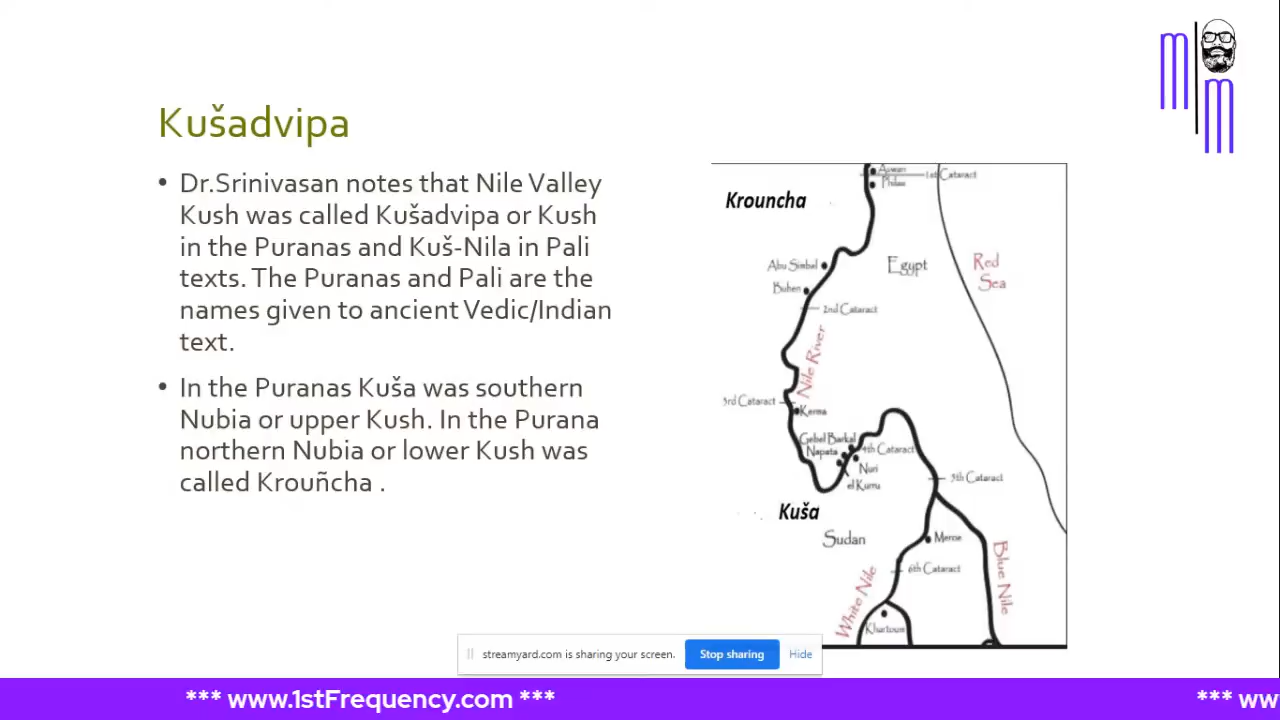 m
m
Kušadvipa
• Dr.Srinivasan notes that Nile Valley
Kush was called Kušadvipa or Kush
in the Puranas and Kuš-Nila in Pali
texts. The Puranas and Pali are the
names given to ancient Vedic/Indian
text.
• In the Puranas Kuša was southern
Nubia or upper Kush. In the Purana
northern Nubia or lower Kush was
called Krouñcha .
Aswan
1st Cataract
Philae
Krouncha
Abu Simbel
Egypt
Red
Sea
Buhen
2nd Cataract
Nile River
3rd Cataract
Kerma
Gebel Barkal
Napata
4th Cataract
Nuri
el Kurru
5th Cataract
Kuša
Sudan
Meroe
6th Cataract
White Nile
Blue Nile
Khartoum
streamyard.com is sharing your screen.
Stop sharing
Hide
*** www.1stFrequency.com ***
*** ww